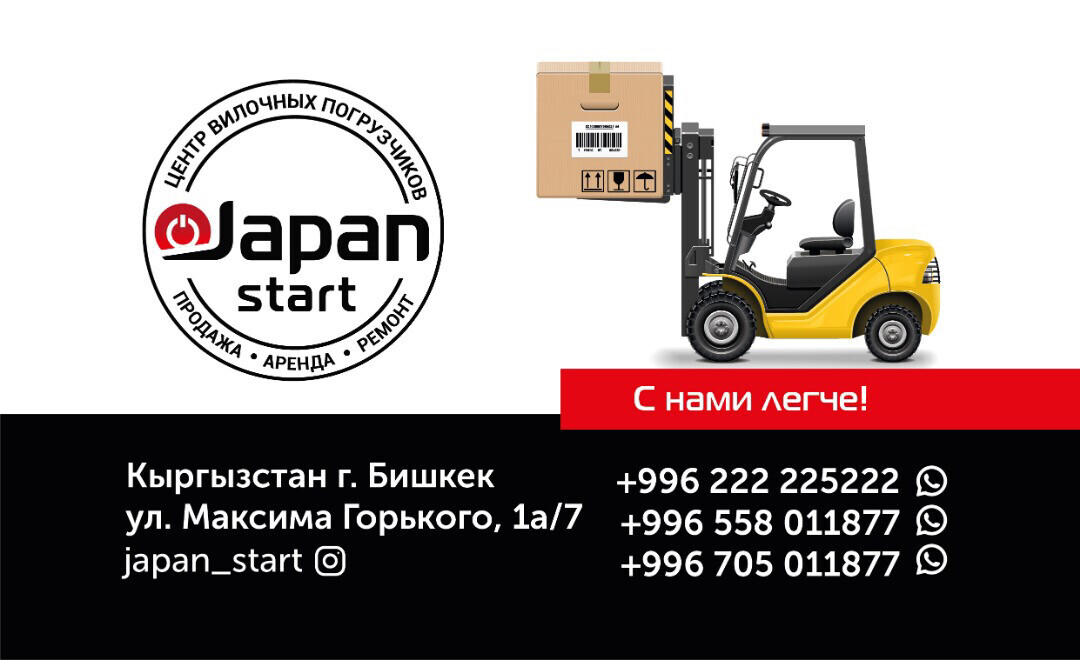 ЦЕНТР ВИЛОЧНЫХ ПОГРУЗЧИКОВ
Japan
start
ПРОДАЖА • АРЕНДА • РЕМОНТ
С нами легче!
Кыргызстан г. Бишкек
ул. Максима Горького, 1а/7
japan_start
+996 222 225222
+996 558 011877
+996 705 011877